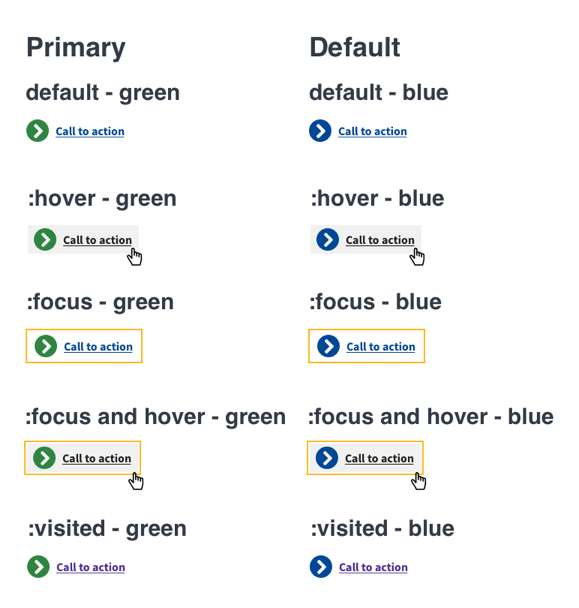 Primary Default
default - green default - blue
Call to action Call to action
:hover - green :hover - blue
Call to action Call to action
:focus - green :focus - blue
Call to action Call to action
:focus and hover - green :focus and hover - blue
Call to action Call to action
:visited - green :visited - blue
Call to action Call to action